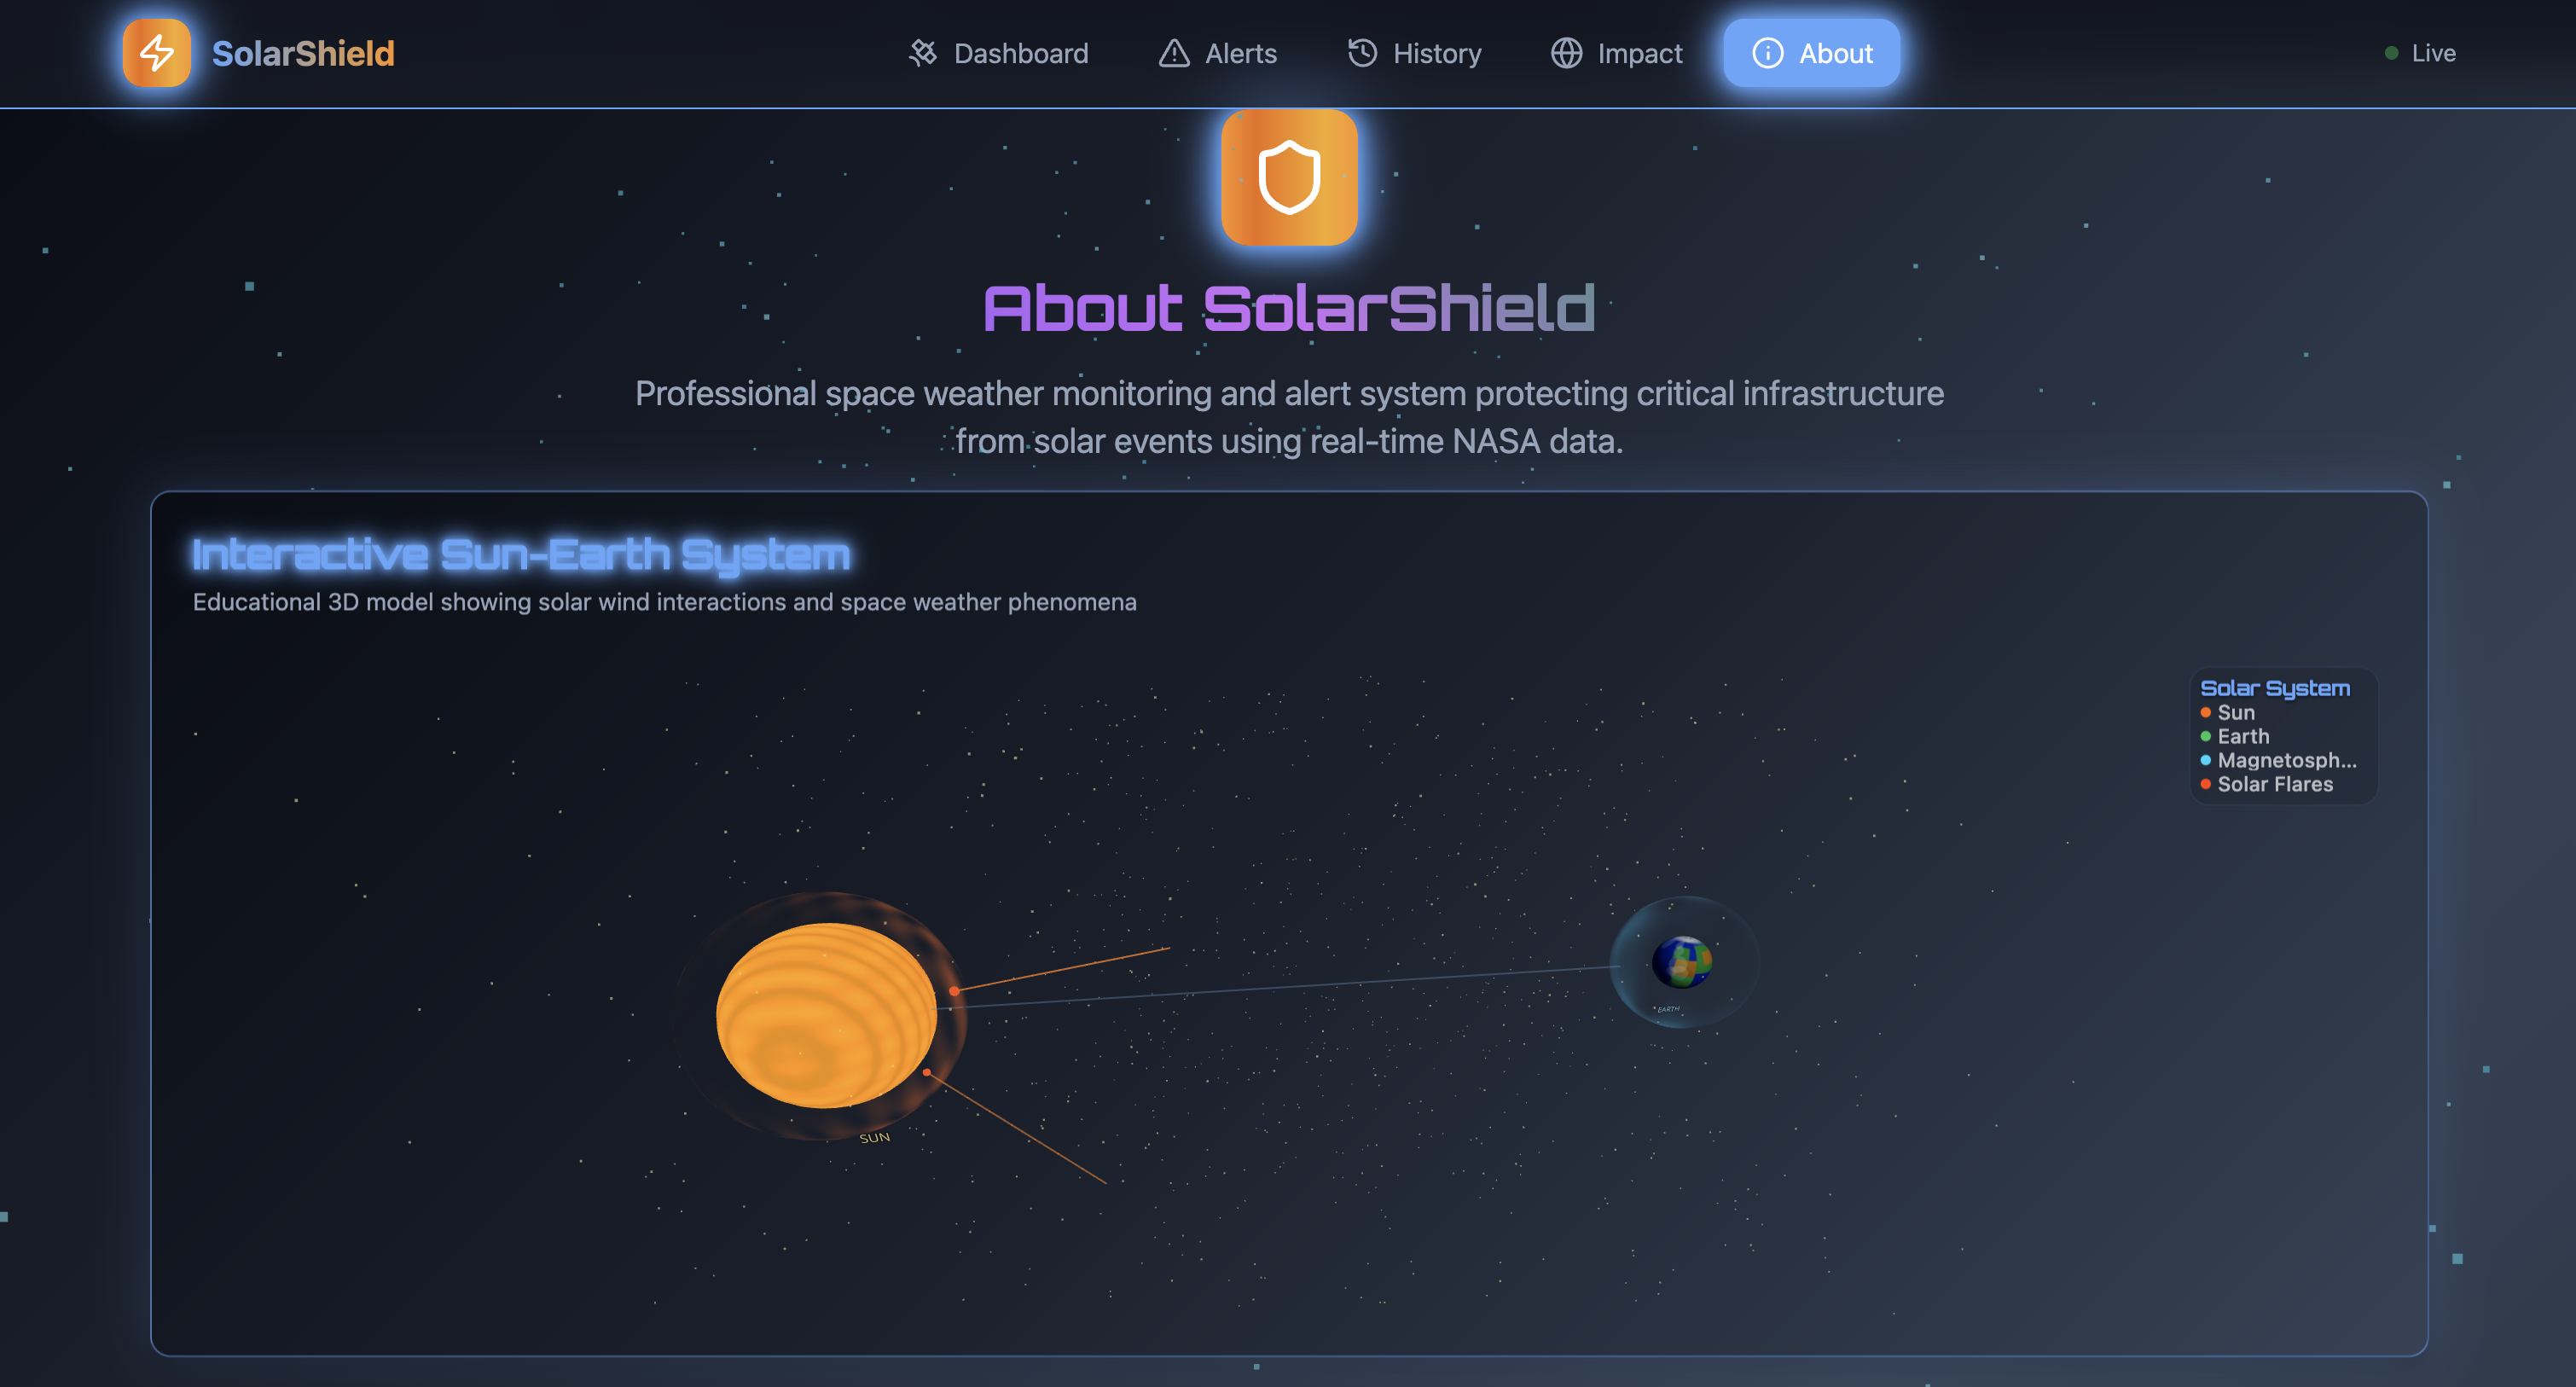 SolarShield
Dashboard
Alerts
History
Impact
About
Live
About SolarShield
Professional space weather monitoring and alert system protecting critical infrastructure
from solar events using real-time NASA data.
Interactive Sun-Earth System
Educational 3D model showing solar wind interactions and space weather phenomena
Solar System
Sun
Earth
Magnetosph...
Solar Flares
EARTH
SUN